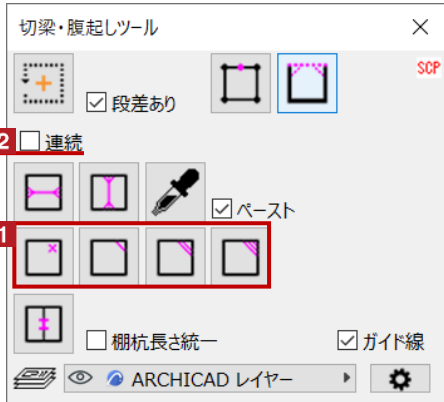 切梁・腹起しツール
SCP
段差あり
2 連続
ペースト
1
棚杭長さ統一
ガイド線
ARCHICAD レイヤー